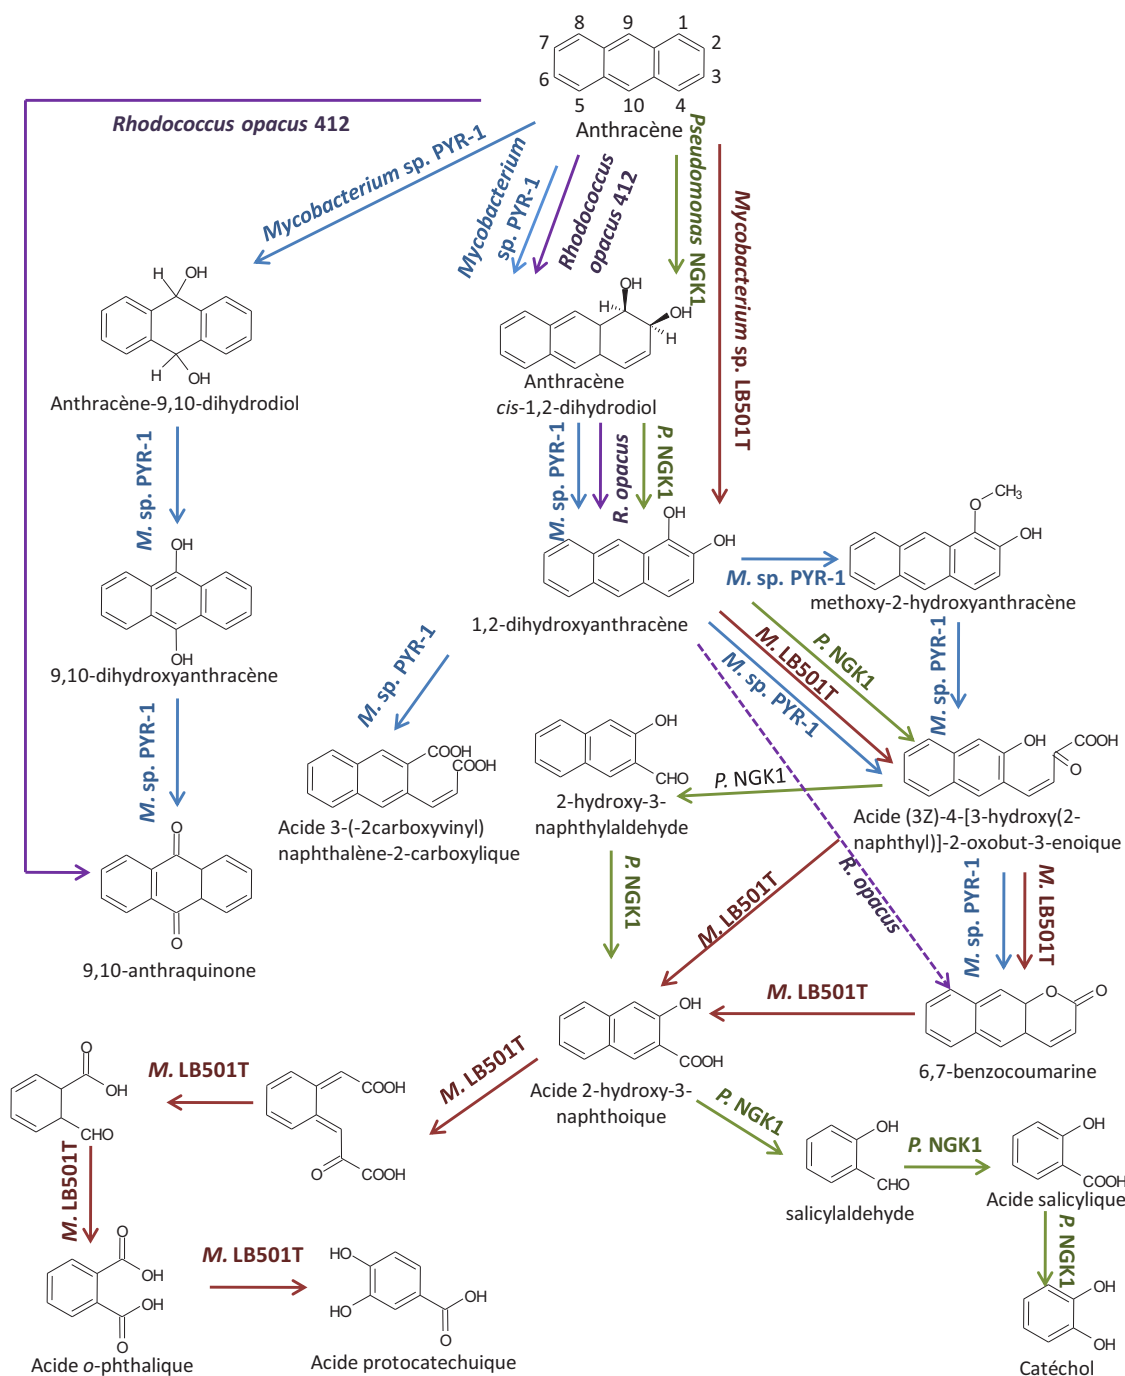 8 9 1
7 2
6 3
5 10 4
Anthracène
Rhodococcus opacus 412
Mycobacterium sp. PYR-1
Mycobacterium
sp. PYR-1
Rhodococcus
opacus 412
Pseudomonas NGK1
Mycobacterium sp. LB501T
H OH
H OH
Anthracène-9,10-dihydrodiol
OH
H OH
H
Anthracène
cis-1,2-dihydrodiol
M. sp. PYR-1
M. sp. PYR-1
R. opacus
P. NGK1
OH
OH
9,10-dihydroxyanthracène
OH
OH
1,2-dihydroxyanthracène
M. sp. PYR-1
O CH3
OH
methoxy-2-hydroxyanthracène
M. sp. PYR-1
M. sp. PYR-1
M. sp. PYR-1
P. NGK1
M. LB501T
M. sp. PYR-1
R. opacus
COOH
COOH
Acide 3-(-2carboxyvinyl)
naphthalène-2-carboxylique
OH
CHO
2-hydroxy-3-
naphthylaldehyde
P. NGK1
OH COOH
O
Acide (3Z)-4-[3-hydroxy(2-
naphthyl)]-2-oxobut-3-enoique
O
O
9,10-anthraquinone
P. NGK1
M. LB501T
M. sp. PYR-1
M. LB501T
OH
COOH
Acide 2-hydroxy-3-
naphthoique
M. LB501T
O O
6,7-benzocoumarine
O
OH
CHO
M. LB501T
COOH
O COOH
M. LB501T
P. NGK1
OH
CHO
salicylaldehyde
P. NGK1
OH
COOH
Acide salicylique
M. LB501T
O
OH
OH
O
Acide o-phthalique
M. LB501T
HO
HO
OH
O
Acide protocatechuique
P. NGK1
OH
OH
Catéchol